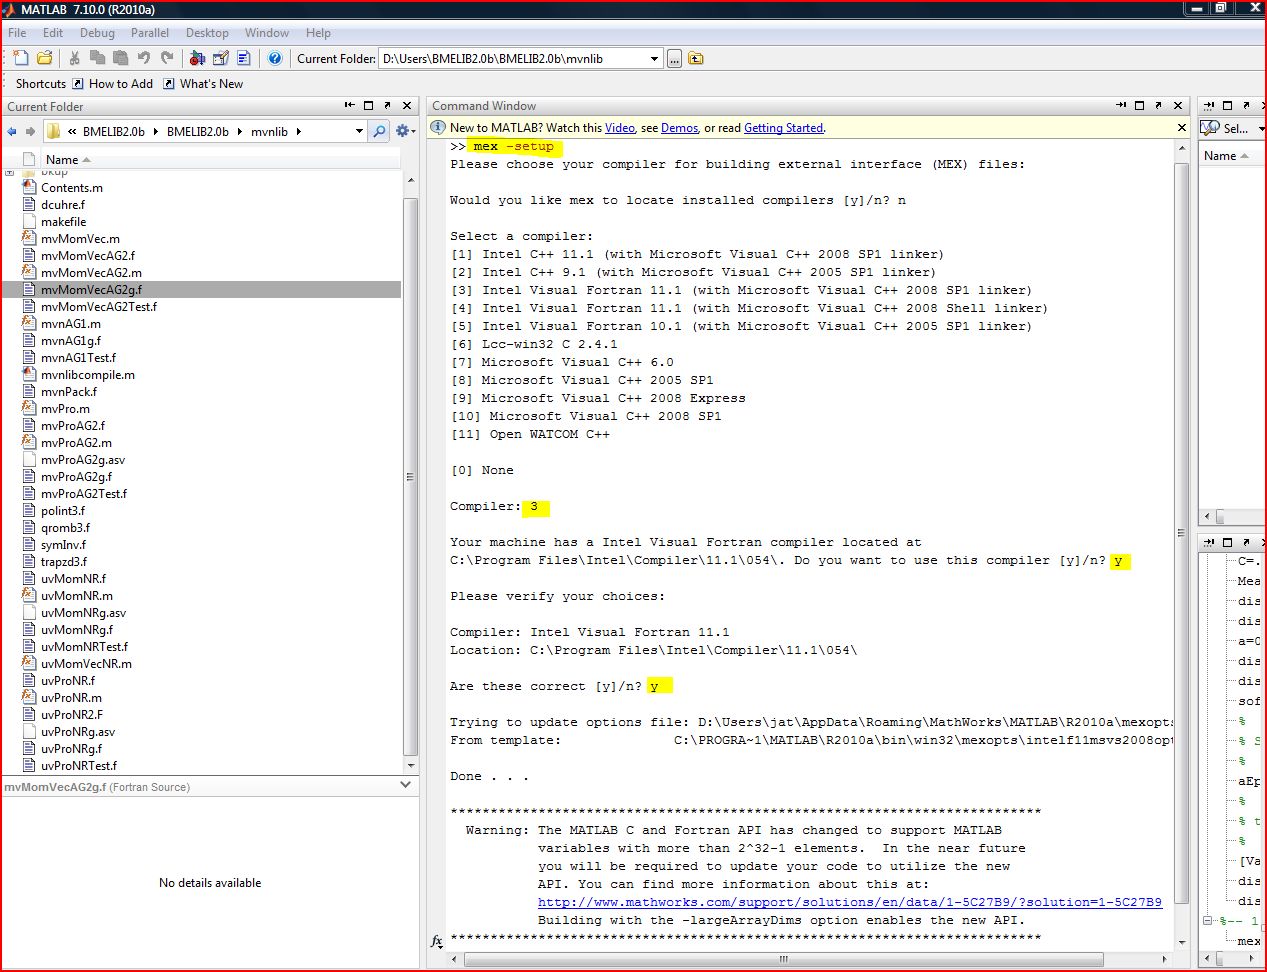 MATLAB 7.10.0 (R2010a)
File Edit Debug Parallel Desktop Window Help
Current Folder: D:\Users\BMELIB2.0b\BMELIB2.0b\mvnlib
Shortcuts How to Add What's New
Current Folder
« BMELIB2.0b BMELIB2.0b mvnlib
Name
bkup
Contents.m
dcuhre.f
makefile
mvMomVec.m
mvMomVecAG2.f
mvMomVecAG2.m
mvMomVecAG2g.f
mvMomVecAG2Test.f
mvnAG1.m
mvnAG1g.f
mvnAG1Test.f
mvnlibcompile.m
mvnPack.f
mvPro.m
mvProAG2.f
mvProAG2.m
mvProAG2g.asv
mvProAG2g.f
mvProAG2Test.f
polint3.f
qromb3.f
symInv.f
trapzd3.f
uvMomNR.f
uvMomNR.m
uvMomNRg.asv
uvMomNRg.f
uvMomNRTest.f
uvMomVecNR.m
uvProNR.f
uvProNR.m
uvProNR2.F
uvProNRg.asv
uvProNRg.f
uvProNRTest.f
mvMomVecAG2g.f (Fortran Source)
No details available
Command Window
New to MATLAB? Watch this Video, see Demos, or read Getting Started.
>> mex -setup
Please choose your compiler for building external interface (MEX) files:
Would you like mex to locate installed compilers [y]/n? n
Select a compiler:
[1] Intel C++ 11.1 (with Microsoft Visual C++ 2008 SP1 linker)
[2] Intel C++ 9.1 (with Microsoft Visual C++ 2005 SP1 linker)
[3] Intel Visual Fortran 11.1 (with Microsoft Visual C++ 2008 SP1 linker)
[4] Intel Visual Fortran 11.1 (with Microsoft Visual C++ 2008 Shell linker)
[5] Intel Visual Fortran 10.1 (with Microsoft Visual C++ 2005 SP1 linker)
[6] Lcc-win32 C 2.4.1
[7] Microsoft Visual C++ 6.0
[8] Microsoft Visual C++ 2005 SP1
[9] Microsoft Visual C++ 2008 Express
[10] Microsoft Visual C++ 2008 SP1
[11] Open WATCOM C++
[0] None
Compiler: 3
Your machine has a Intel Visual Fortran compiler located at
C:\Program Files\Intel\Compiler\11.1\054\. Do you want to use this compiler [y]/n? y
Please verify your choices:
Compiler: Intel Visual Fortran 11.1
Location: C:\Program Files\Intel\Compiler\11.1\054\
Are these correct [y]/n? y
Trying to update options file: D:\Users\jat\AppData\Roaming\MathWorks\MATLAB\R2010a\mexopts
From template: C:\PROGRA~1\MATLAB\R2010a\bin\win32\mexopts\intelf11msvs2008opt
Done . . .
**************************************************************************
Warning: The MATLAB C and Fortran API has changed to support MATLAB
variables with more than 2^32-1 elements. In the near future
you will be required to update your code to utilize the new
API. You can find more information about this at:
http://www.mathworks.com/support/solutions/en/data/1-5C27B9/?solution=1-5C27B9
Building with the -largeArrayDims option enables the new API.
**************************************************************************
fx
Sel...
Name
C=.
Mea
dis
dis
a=0
dis
dis
sof
%
% S
%
aEp
%
% t
%
[Va
dis
dis
%-- 1
mex